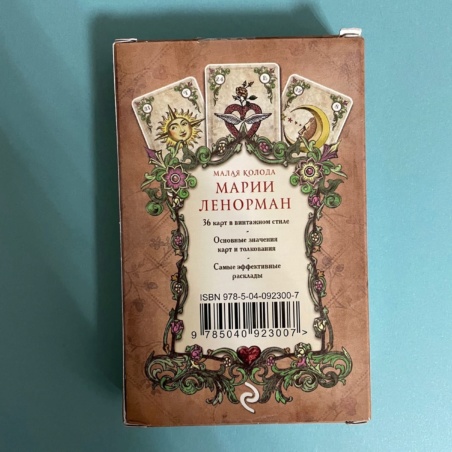 МАЛАЯ КОЛОДА
МАРИИ
ЛЕНОРМАН
36 карт в винтажном стиле
Основные значения
карт и толкования
Самые эффективные
расклады
ISBN 978-5-04-092300-7
9 785040 923007 >